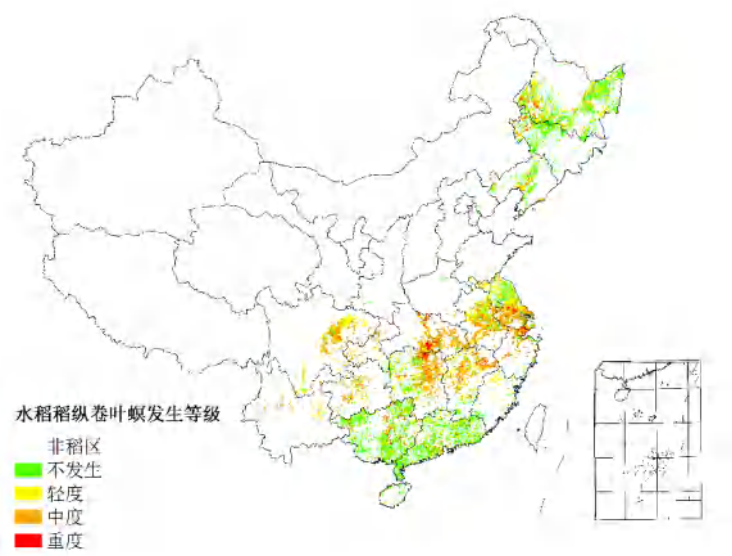 水稻稻纵卷叶螟发生等级
非稻区
不发生
轻度
中度
重度